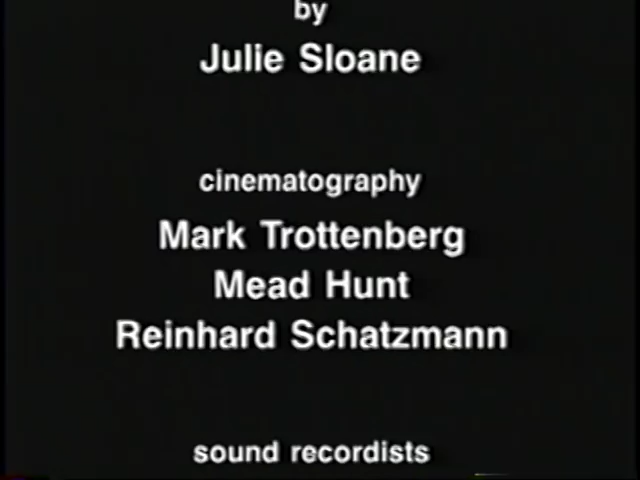 by
Julie Sloane
cinematography
Mark Trottenberg
Mead Hunt
Reinhard Schatzmann
sound recordists